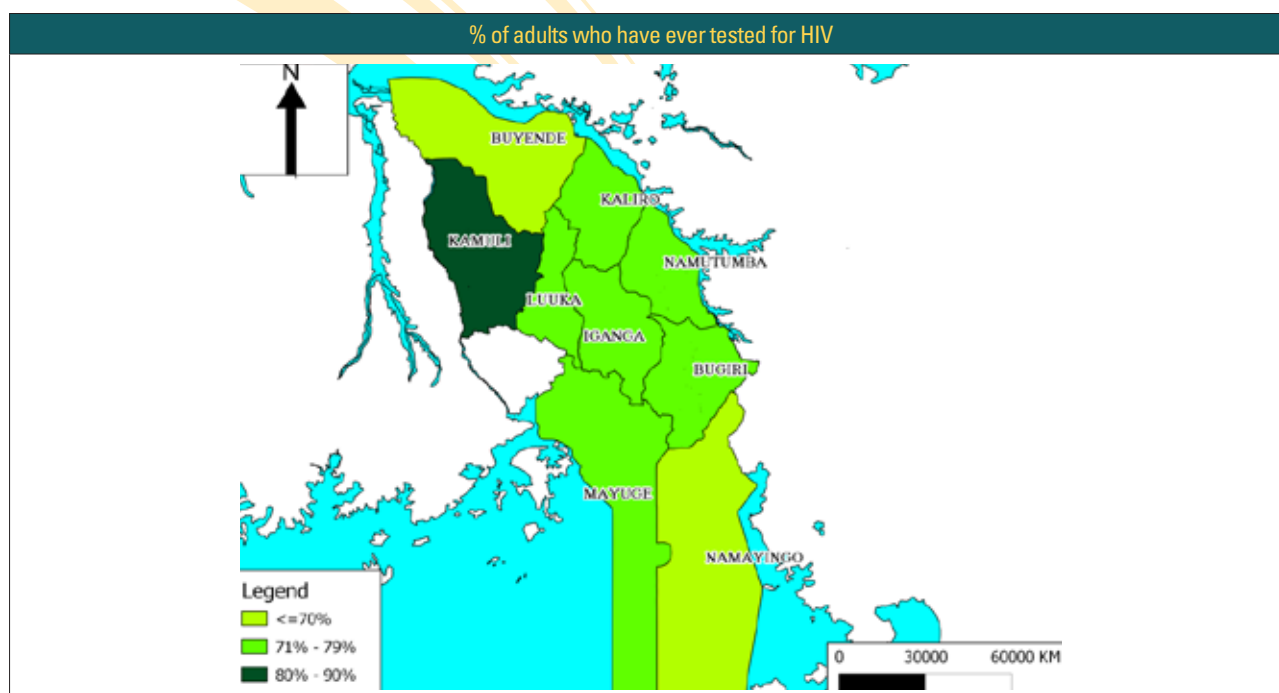 % of adults who have ever tested for HIV
N
BUYENDE
KALIRO
KAMULI
NAMUTUMBA
LUUKA
IGANGA
BUGIRI
MAYUGE
NAMAYINGO
Legend
<=70%
71% - 79%
80% - 90%
0 30000 60000 KM